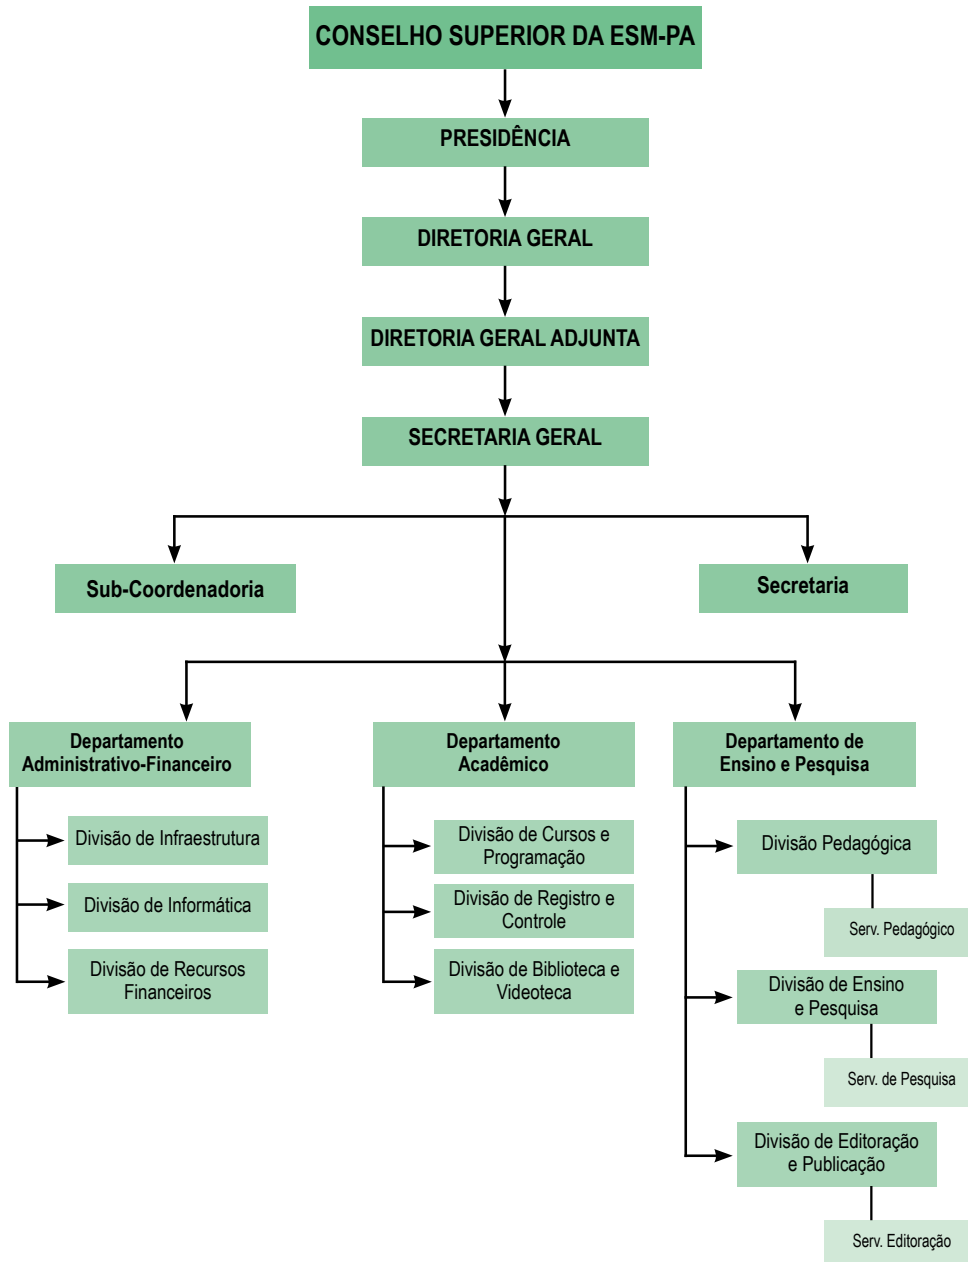 CONSELHO SUPERIOR DA ESM-PA
PRESIDÊNCIA
DIRETORIA GERAL
DIRETORIA GERAL ADJUNTA
SECRETARIA GERAL
Sub-Coordenadoria
Secretaria
Departamento
Administrativo-Financeiro
Divisão de Infraestrutura
Divisão de Informática
Divisão de Recursos
Financeiros
Departamento
Acadêmico
Divisão de Cursos e
Programação
Divisão de Registro e
Controle
Divisão de Biblioteca e
Videoteca
Departamento de
Ensino e Pesquisa
Divisão Pedagógica
Serv. Pedagógico
Divisão de Ensino
e Pesquisa
Serv. de Pesquisa
Divisão de Editoração
e Publicação
Serv. Editoração